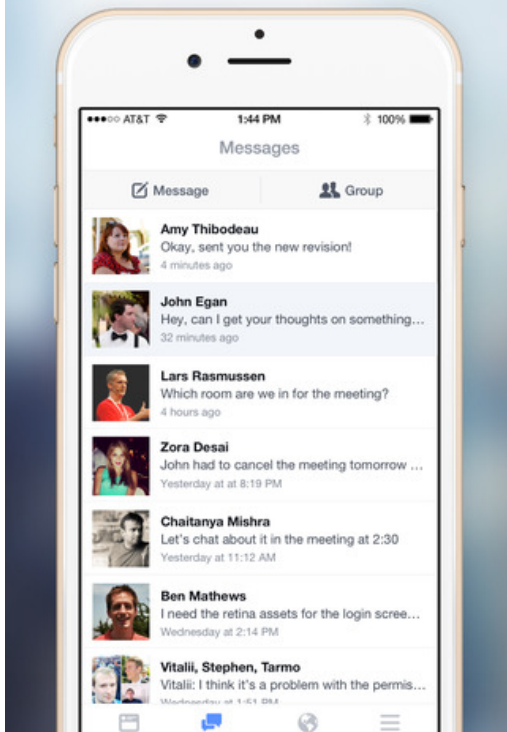 AT&T 1:44 PM 100%
Messages
Message Group
Amy Thibodeau
Okay, sent you the new revision!
4 minutes ago
John Egan
Hey, can I get your thoughts on something...
32 minutes ago
Lars Rasmussen
Which room are we in for the meeting?
4 hours ago
Zora Desai
John had to cancel the meeting tomorrow ...
Yesterday at at 8:19 PM
Chaitanya Mishra
Let's chat about it in the meeting at 2:30
Yesterday at 11:12 AM
Ben Mathews
I need the retina assets for the login scree...
Wednesday at 2:14 PM
Vitalii, Stephen, Tarmo
Vitalii: I think it's a problem with the permis...
Wednesday at 1:51 PM